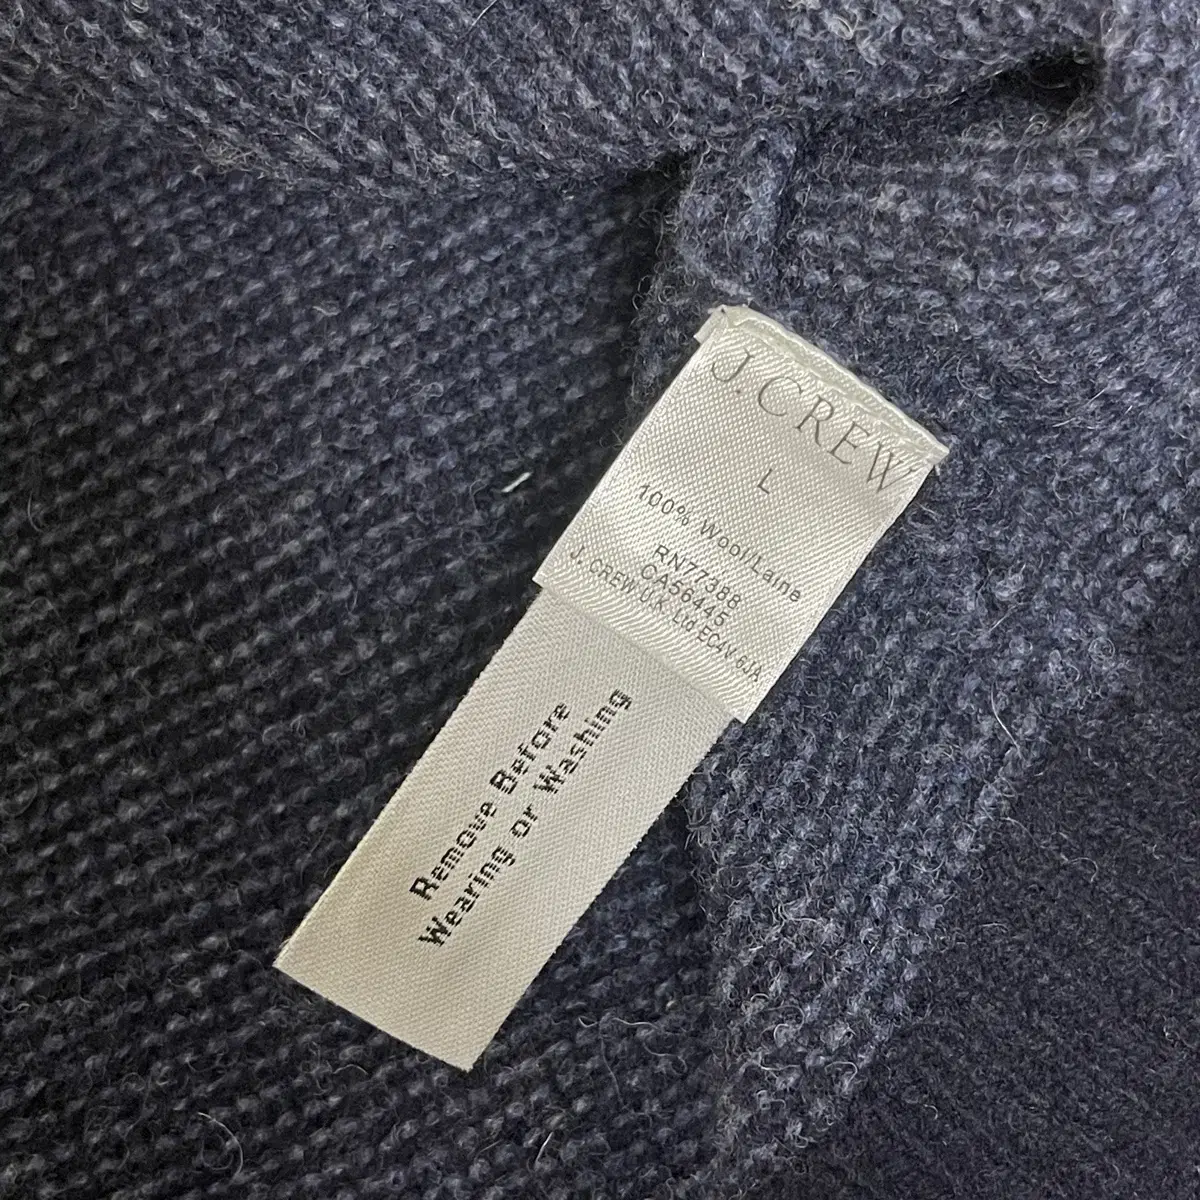 J.CREW
L
100% Wool/Laine
RN77388
CA56445
J. CREW U.K. Ltd EC4V 6JA
Remove Before
Wearing or Washing